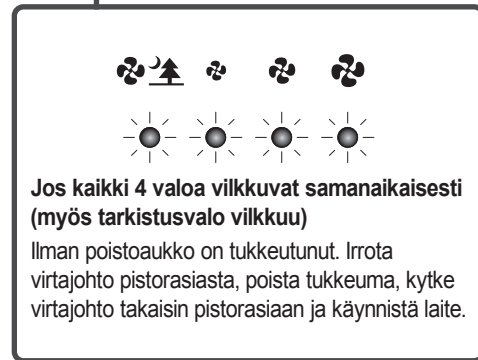 Jos kaikki 4 valoa vilkkuvat samanaikaisesti
(myös tarkistusvalo vilkkuu)
Ilman poistoaukko on tukkeutunut. Irrota
virtajohto pistorasiasta, poista tukkeuma, kytke
virtajohto takaisin pistorasiaan ja käynnistä laite.